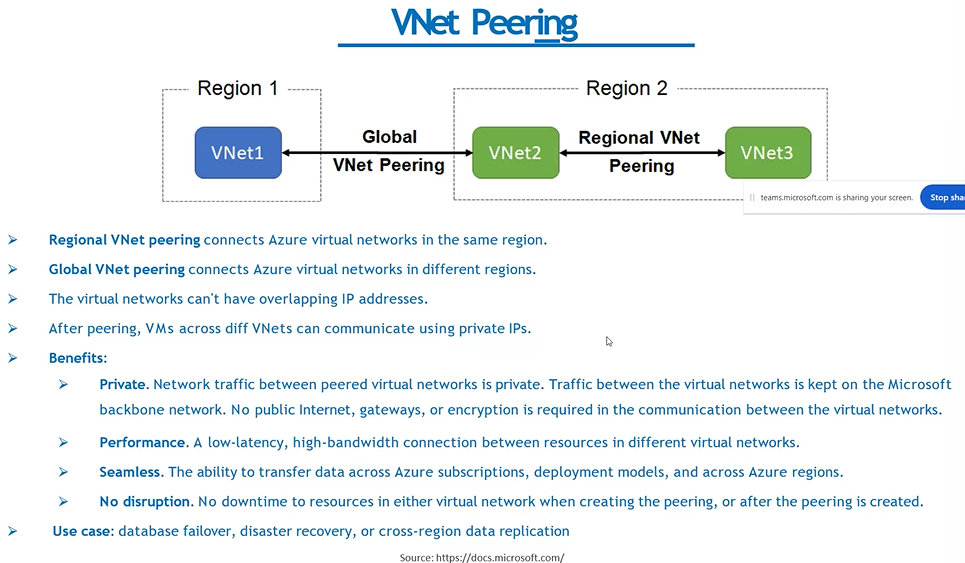 VNet Peering
Region 1
Region 2
VNet1
Global
VNet Peering
VNet2
Regional VNet
Peering
VNet3
teams.microsoft.com is sharing your screen.
Stop sha
Regional VNet peering connects Azure virtual networks in the same region.
Global VNet peering connects Azure virtual networks in different regions.
The virtual networks can't have overlapping IP addresses.
After peering, VMs across diff VNets can communicate using private IPs.
Benefits:
Private. Network traffic between peered virtual networks is private. Traffic between the virtual networks is kept on the Microsoft
backbone network. No public Internet, gateways, or encryption is required in the communication between the virtual networks.
Performance. A low-latency, high-bandwidth connection between resources in different virtual networks.
Seamless. The ability to transfer data across Azure subscriptions, deployment models, and across Azure regions.
No disruption. No downtime to resources in either virtual network when creating the peering, or after the peering is created.
Use case: database failover, disaster recovery, or cross-region data replication
Source: https://docs.microsoft.com/